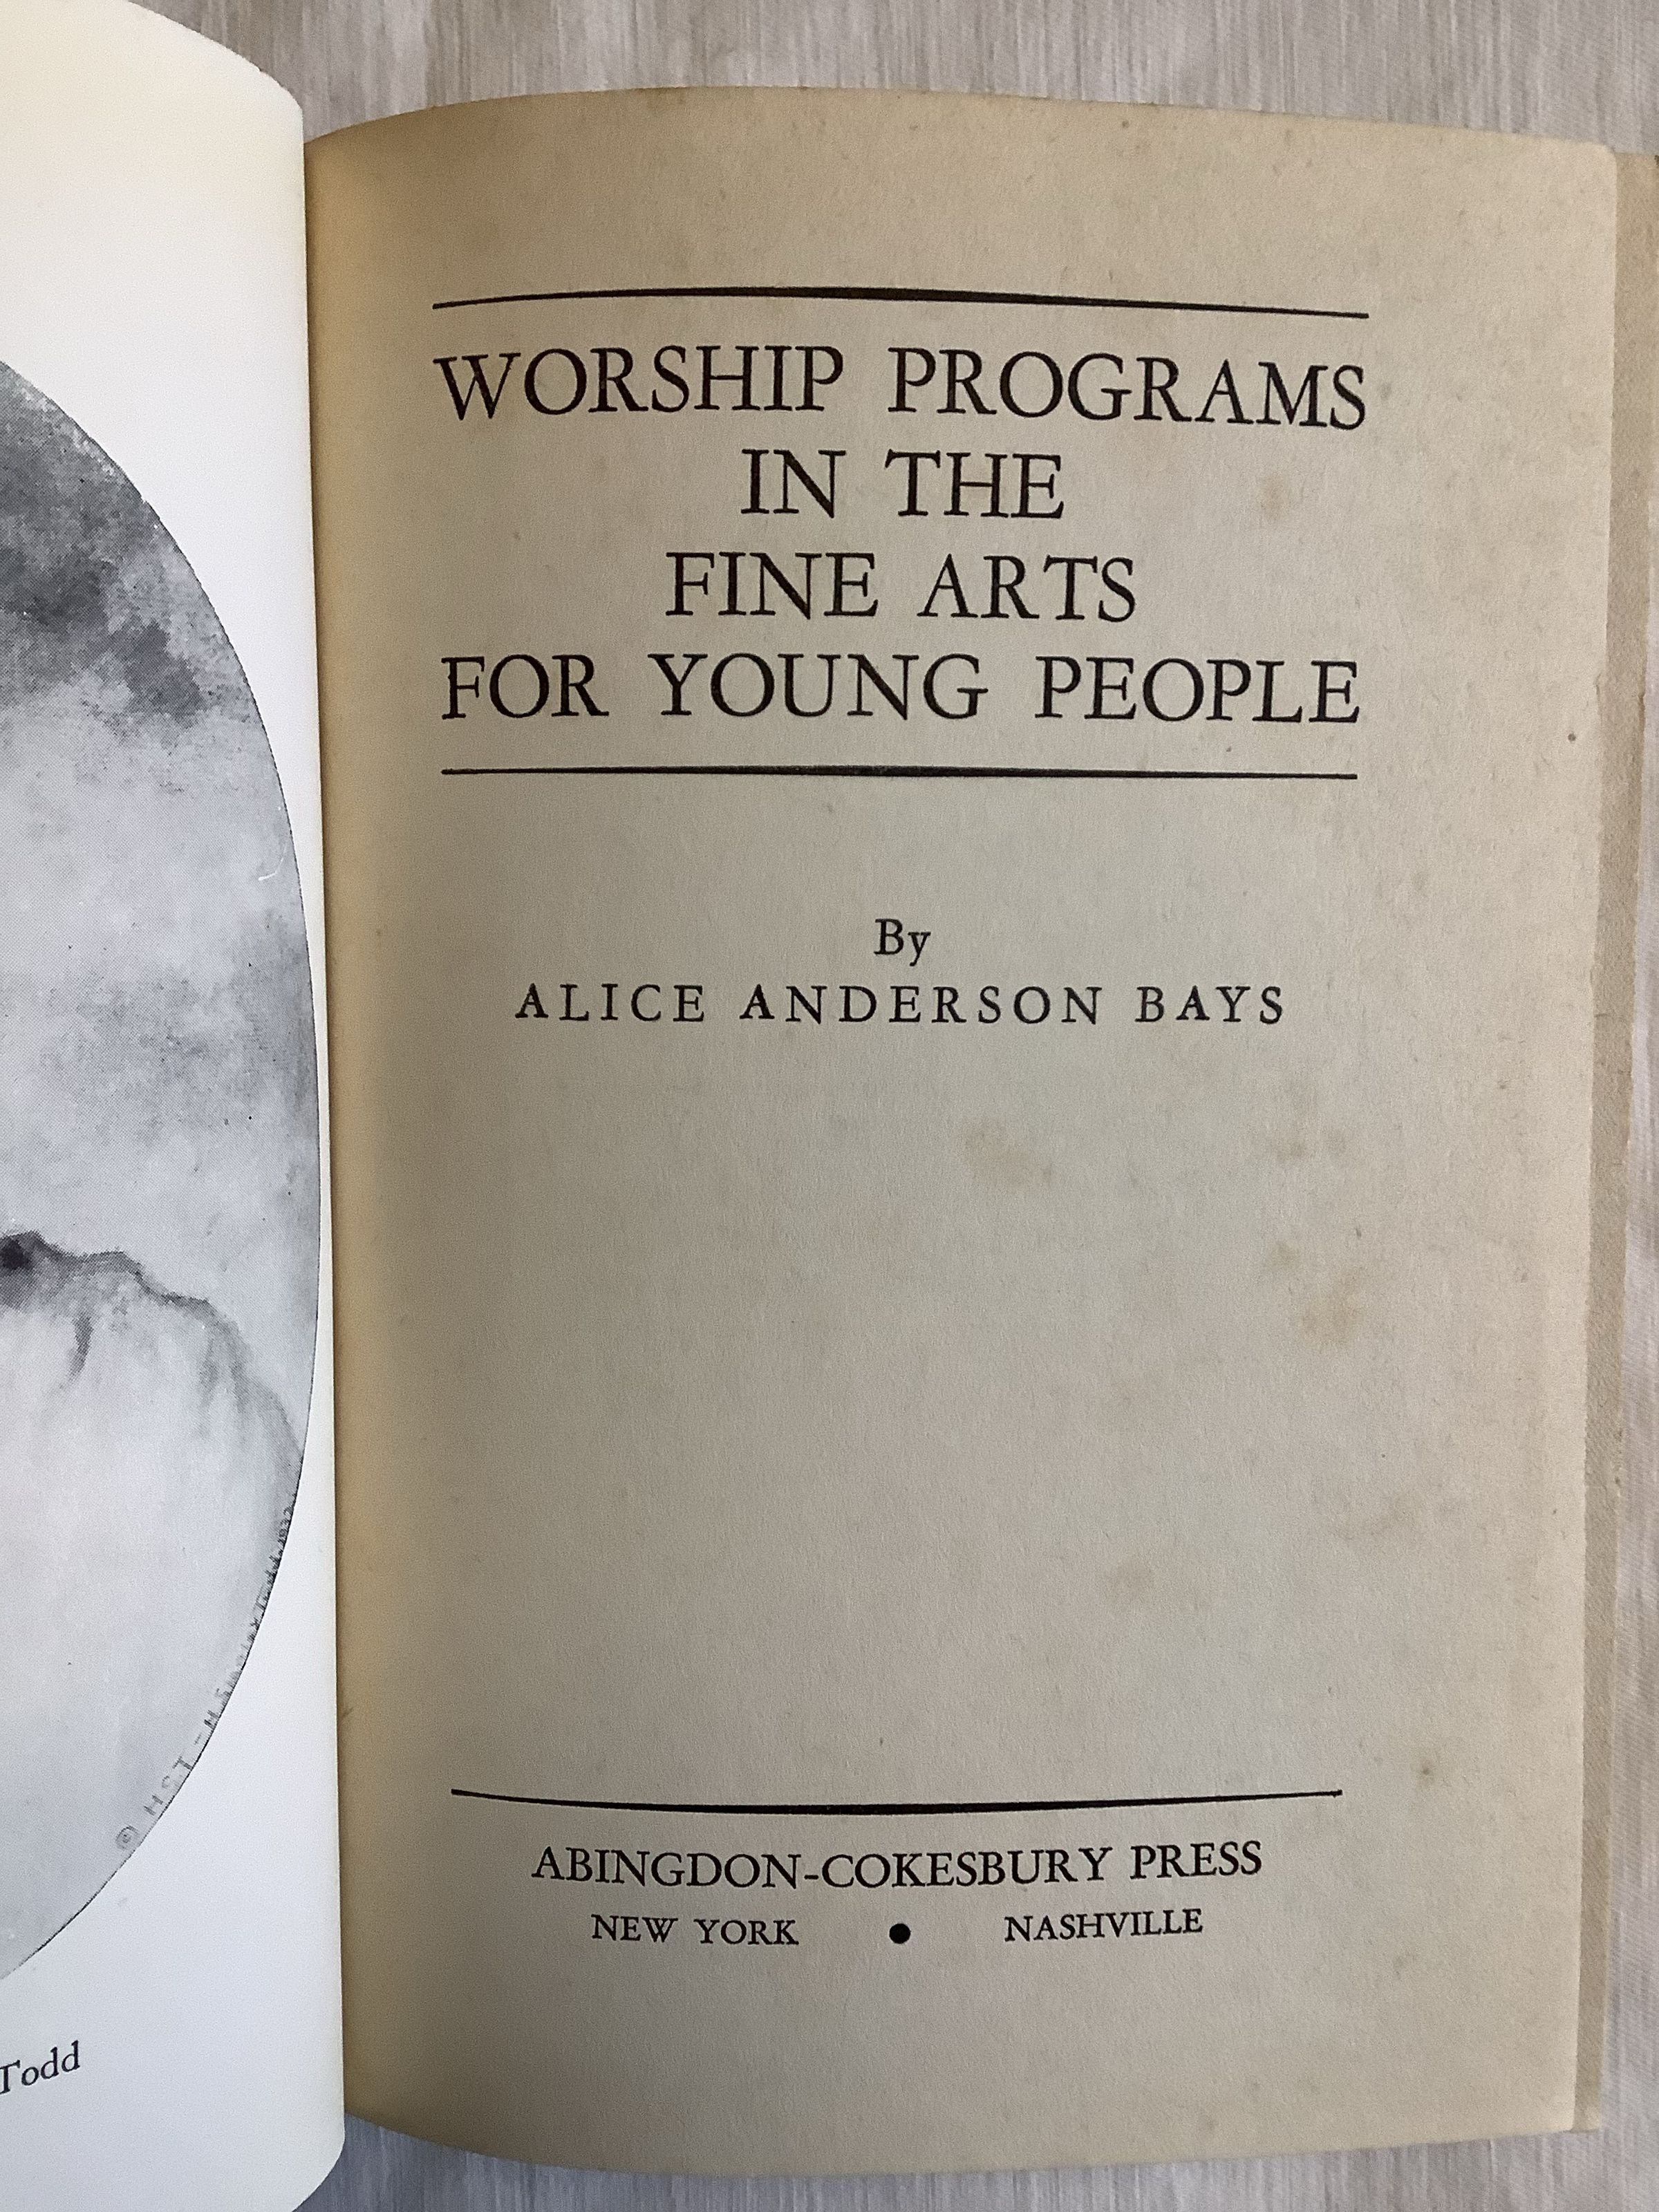 Todd
WORSHIP PROGRAMS
IN THE
FINE ARTS
FOR YOUNG PEOPLE
By
ALICE ANDERSON BAYS
ABINGDON-COKESBURY PRESS
NEW YORK ● NASHVILLE